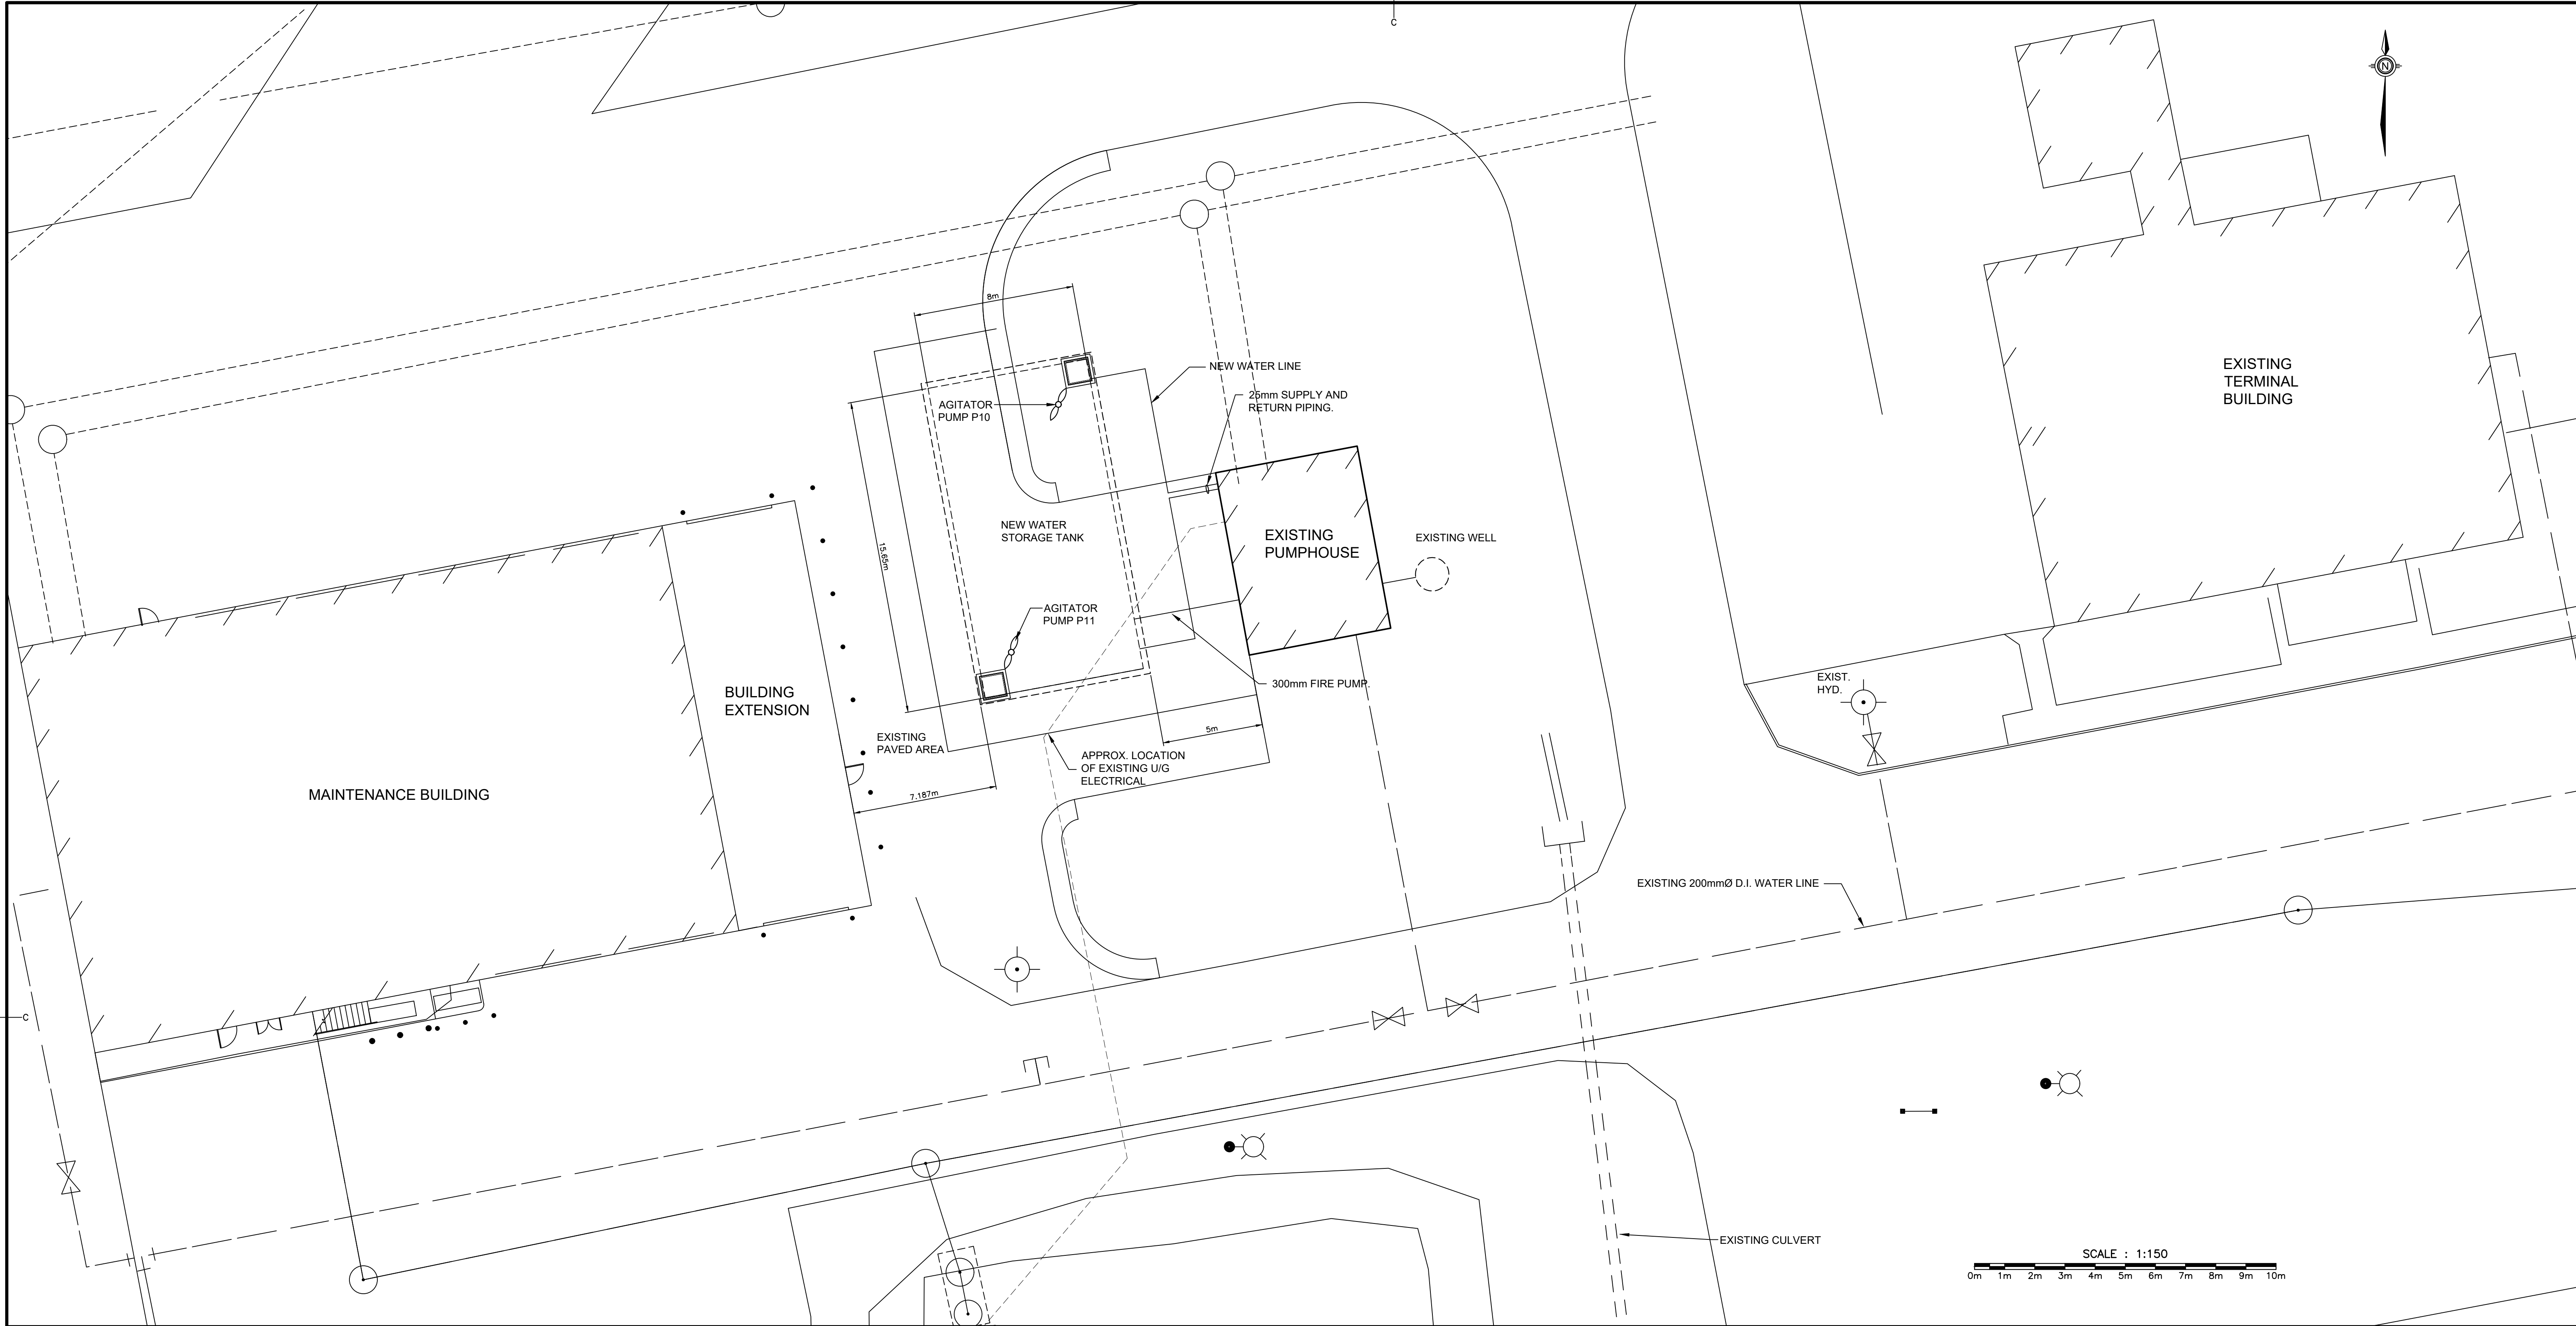 C
N
8m
NEW WATER LINE
25mm SUPPLY AND
RETURN PIPING.
AGITATOR
PUMP P10
EXISTING
TERMINAL
BUILDING
NEW WATER
STORAGE TANK
EXISTING
PUMPHOUSE
EXISTING WELL
15.65m
AGITATOR
PUMP P11
BUILDING
EXTENSION
300mm FIRE PUMP.
EXIST.
HYD.
EXISTING
PAVED AREA
5m
APPROX. LOCATION
OF EXISTING U/G
ELECTRICAL
7.187m
MAINTENANCE BUILDING
EXISTING 200mmØ D.I. WATER LINE
C
EXISTING CULVERT
SCALE : 1:150
0m 1m 2m 3m 4m 5m 6m 7m 8m 9m 10m